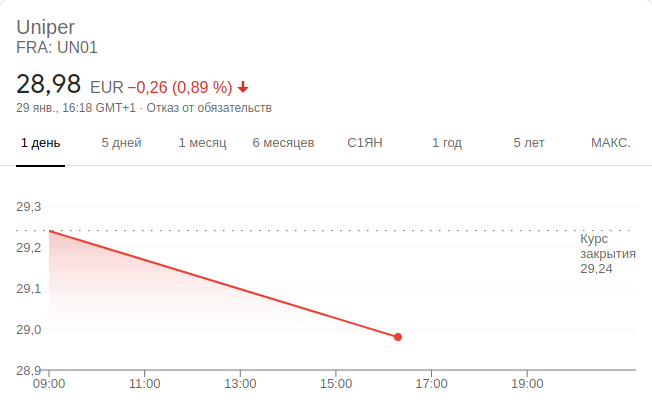 Uniper
FRA: UN01
28,98 EUR −0,26 (0,89 %)
29 янв., 16:18 GMT+1 · Отказ от обязательств
1 день 5 дней 1 месяц 6 месяцев С1ЯН 1 год 5 лет МАКС.
29,3
29,2
29,1
29,0
28,9
Курс
закрытия
29,24
09:00 11:00 13:00 15:00 17:00 19:00